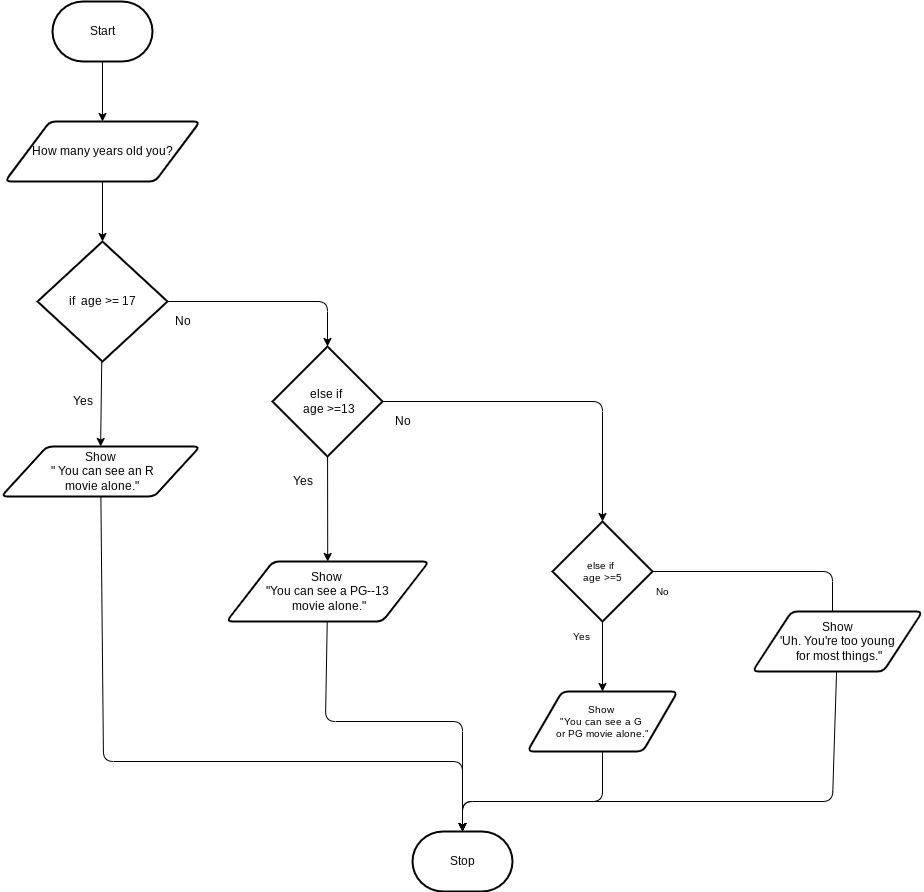 Start
How many years old you?
if  age >= 17
No
Yes
Show
" You can see an R
movie alone."
else if
age >=13
No
Yes
Show
"You can see a PG--13
movie alone."
else if
age >=5
No
Yes
Show
"You can see a G
or PG movie alone."
Show
"Uh. You're too young
for most things."
Stop